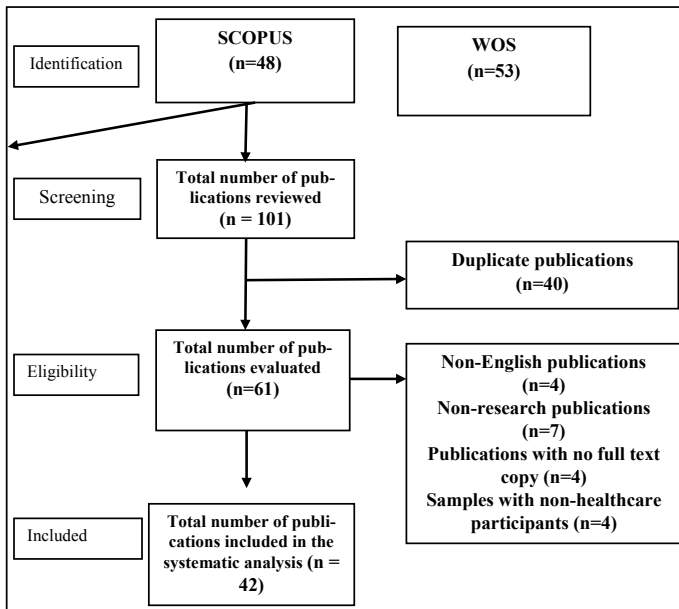 SCOPUS
(n=48)
WOS
(n=53)
Identification
Total number of pub-
lications reviewed
(n = 101)
Screening
Duplicate publications
(n=40)
Total number of pub-
lications evaluated
(n=61)
Eligibility
Non-English publications
(n=4)
Non-research publications
(n=7)
Publications with no full text
copy (n=4)
Samples with non-healthcare
participants (n=4)
Included
Total number of publi-
cations included in the
systematic analysis (n =
42)